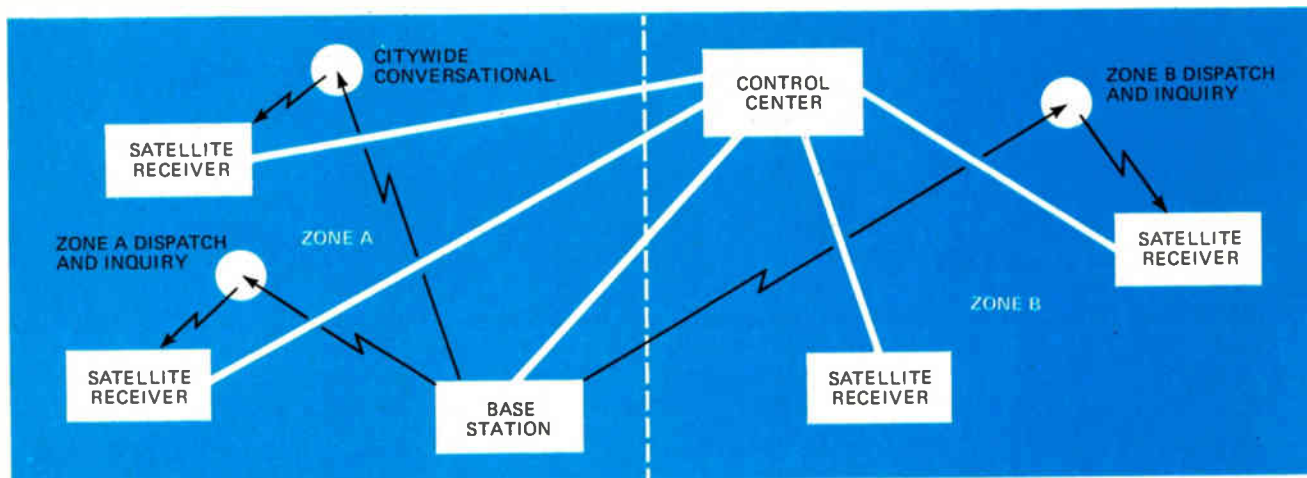 CITYWIDE
CONVERSATIONAL
SATELLITE
RECEIVER
ZONE A DISPATCH
AND INQUIRY
ZONE A
SATELLITE
RECEIVER
BASE
STATION
CONTROL
CENTER
ZONE B DISPATCH
AND INQUIRY
SATELLITE
RECEIVER
ZONE B
SATELLITE
RECEIVER